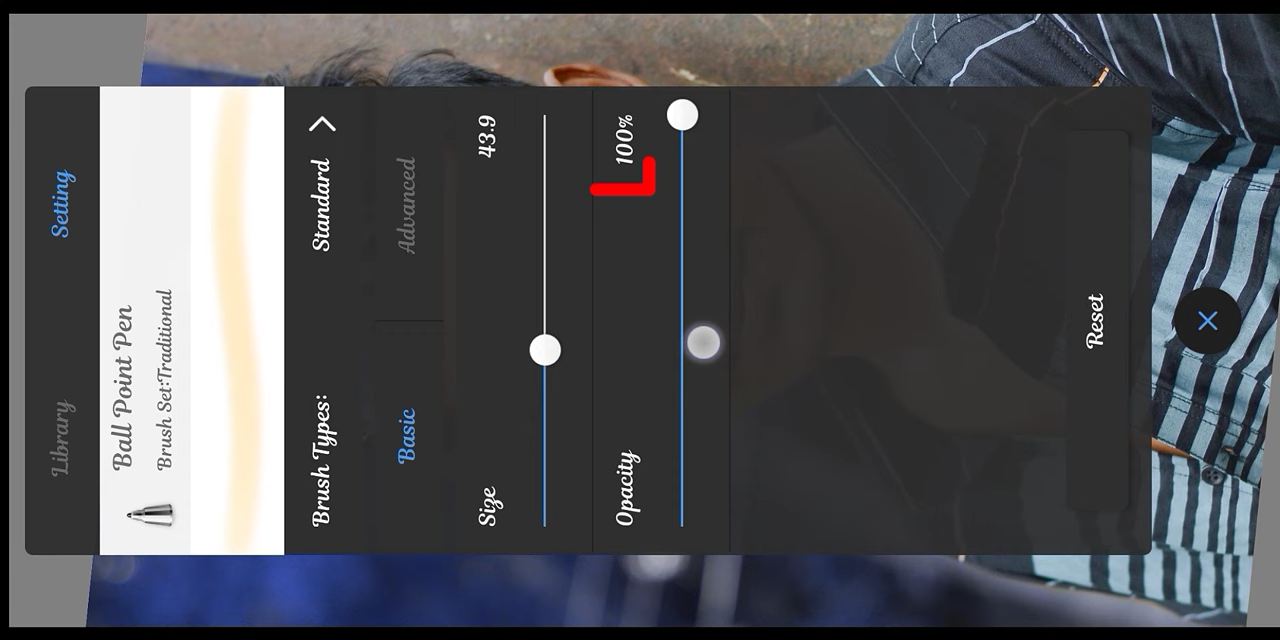 Library Setting
Ball Point Pen
Brush Set:Traditional
Brush Types: Standard
Basic Advanced
Size 43.9
Opacity 100%
Reset